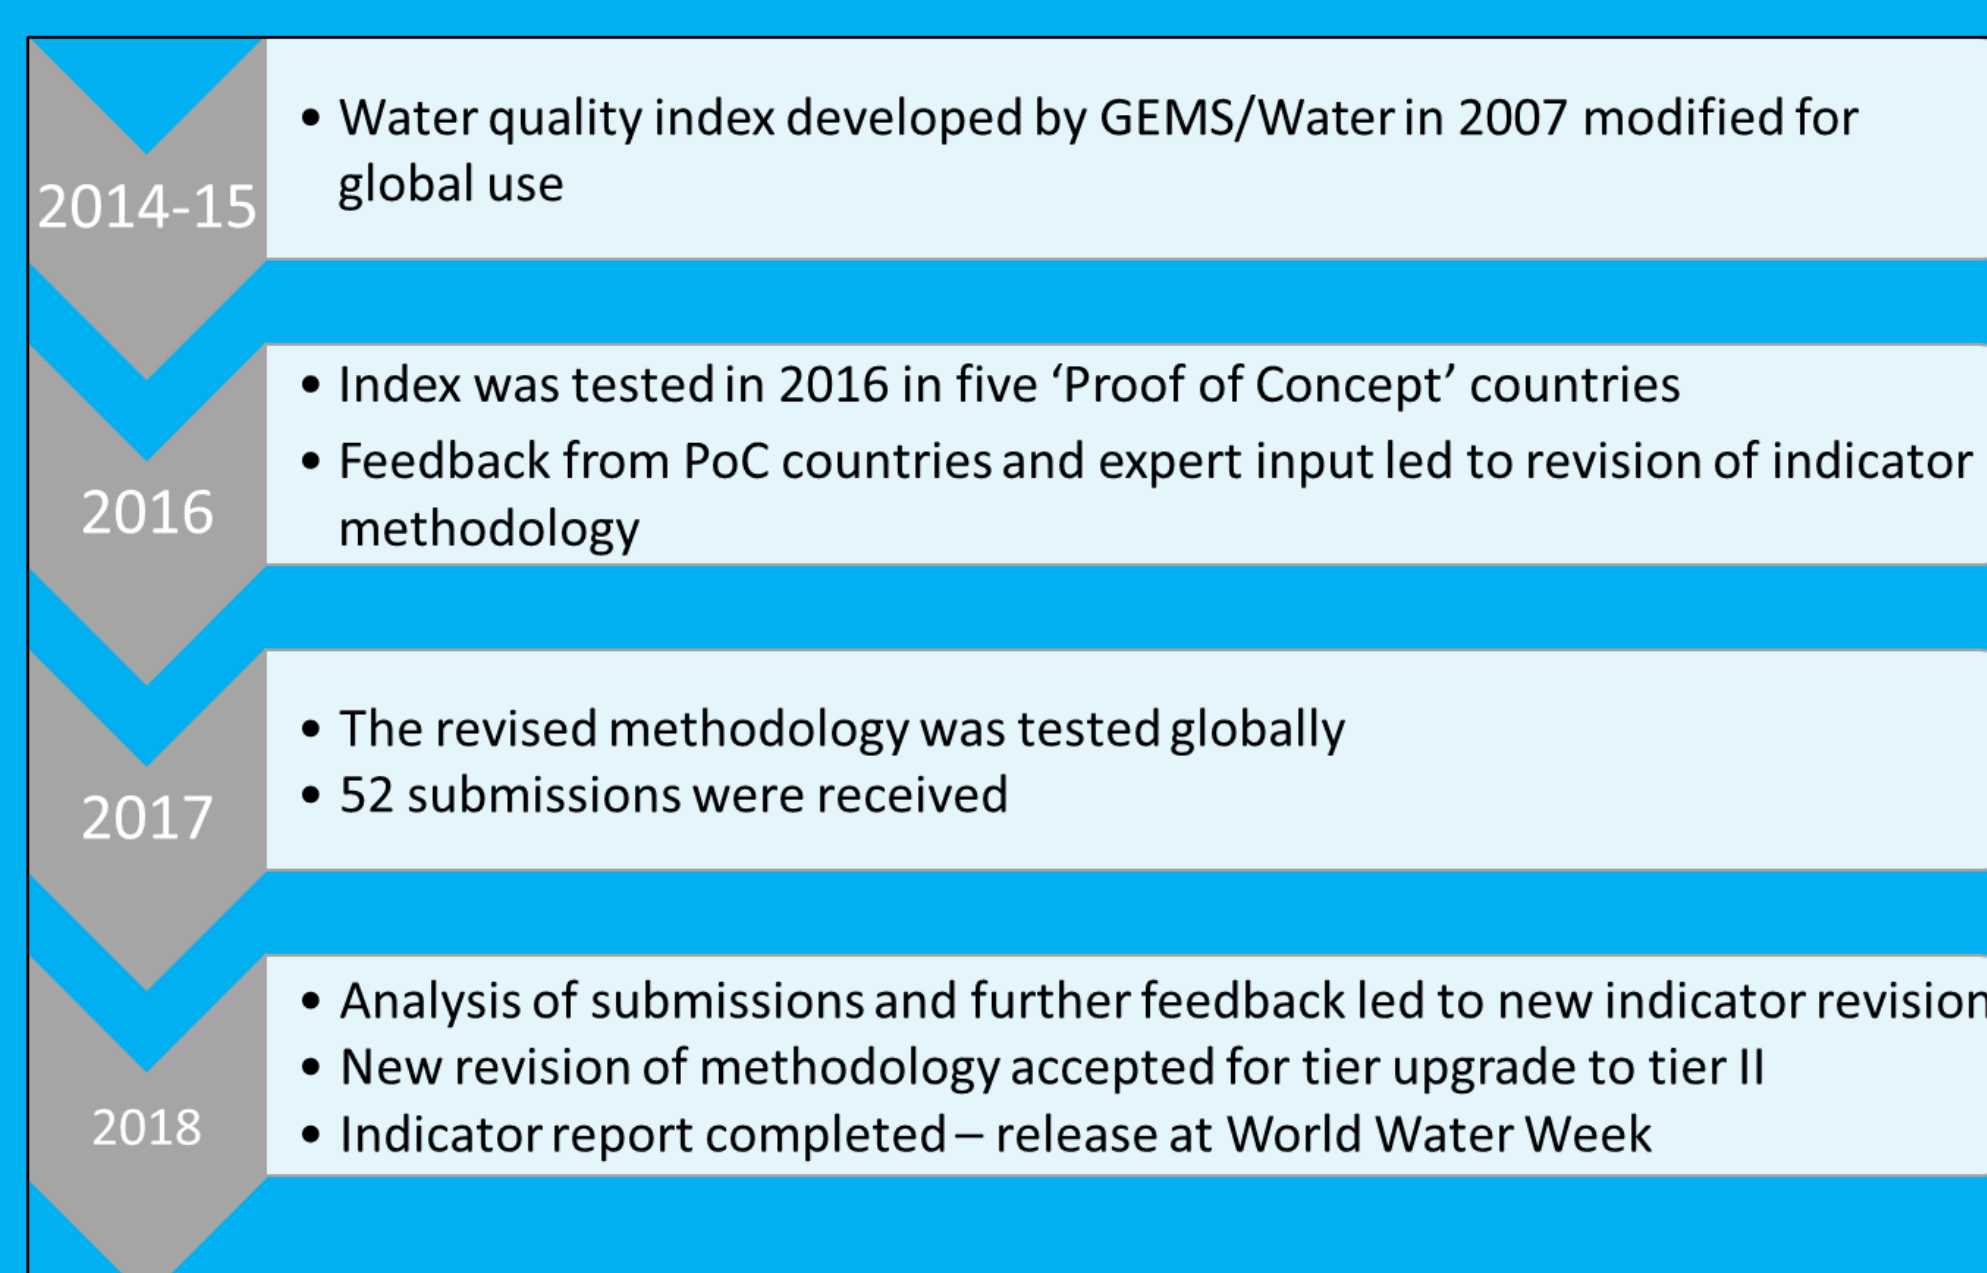 2014-15
• Water quality index developed by GEMS/Water in 2007 modified for
global use
2016
• Index was tested in 2016 in five ‘Proof of Concept’ countries
• Feedback from PoC countries and expert input led to revision of indicator
methodology
2017
• The revised methodology was tested globally
• 52 submissions were received
2018
• Analysis of submissions and further feedback led to new indicator revision
• New revision of methodology accepted for tier upgrade to tier II
• Indicator report completed – release at World Water Week